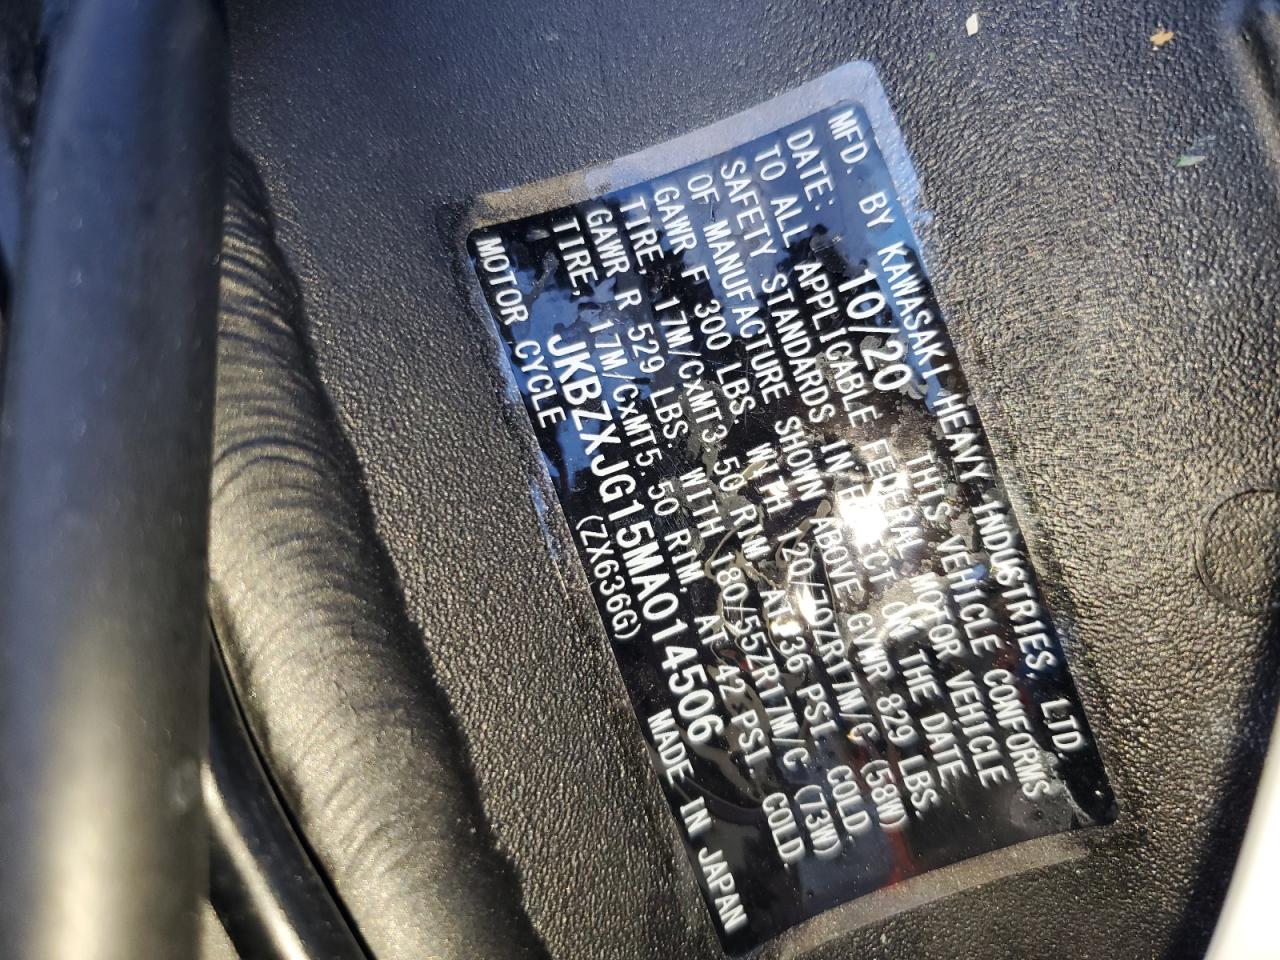 MFD. BY KAWASAKI HEAVY INDUSTRIES, LTD.
DATE: 10/20 THIS VEHICLE CONFORMS
TO ALL APPLICABLE FEDERAL MOTOR VEHICLE
SAFETY STANDARDS IN EFFECT ON THE DATE
OF MANUFACTURE SHOWN ABOVE GVWR 829 LBS.
GAWR F 300 LBS. WITH 120/70ZR17M/C (58W)
TIRE, 17M/CxMT3.50 RIM, AT 36 PSI COLD.
GAWR R 529 LBS. WITH 180/55ZR17M/C (73W)
TIRE, 17M/CxMT5.50 RIM, AT 42 PSI COLD.
JKBZXJG15MA014506
MOTOR CYCLE (ZX636G) MADE IN JAPAN